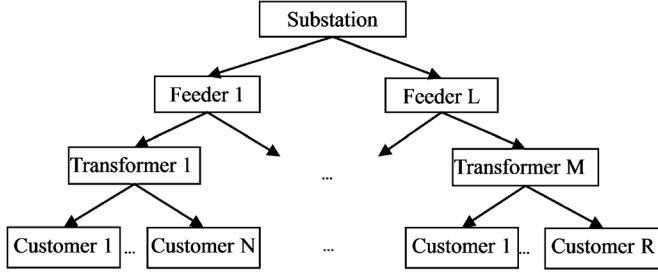 Substation
Feeder 1
Feeder L
Transformer 1
...
Transformer M
Customer 1
...
Customer N
...
Customer 1
...
Customer R